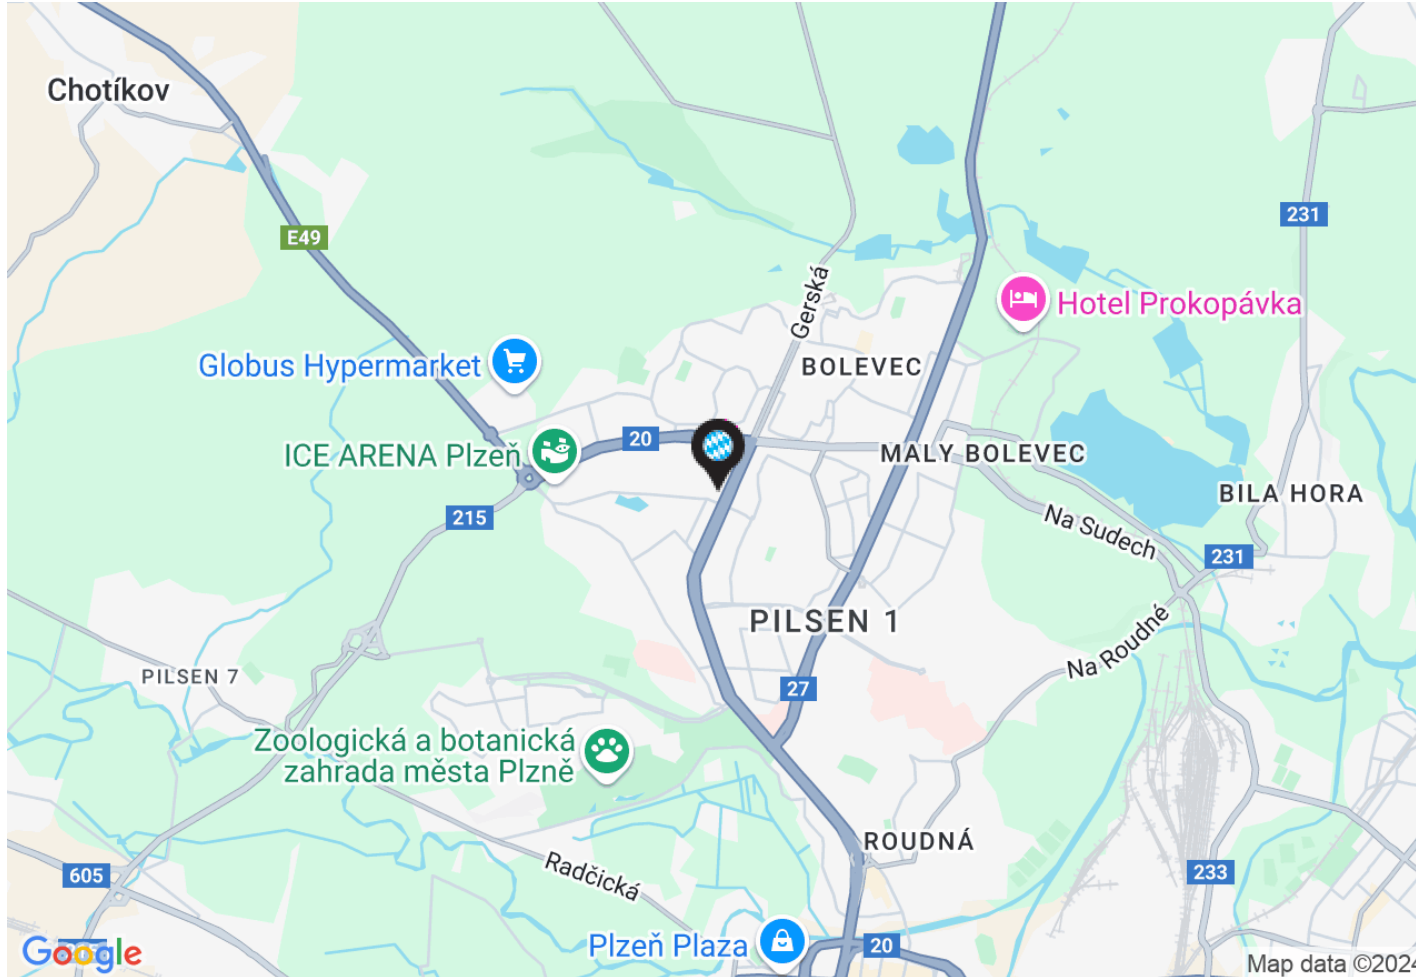 Chotíkov
231
E49
Gerská
Hotel Prokopávka
Globus Hypermarket
BOLEVEC
20
ICE ARENA Plzeň
MALY BOLEVEC
BILA HORA
215
Na Sudech
231
PILSEN 1
Na Roudné
PILSEN 7
27
Zoologická a botanická
zahrada města Plzně
ROUDNÁ
605
Radčická
233
Plzeň Plaza
20
Google
Map data ©2024